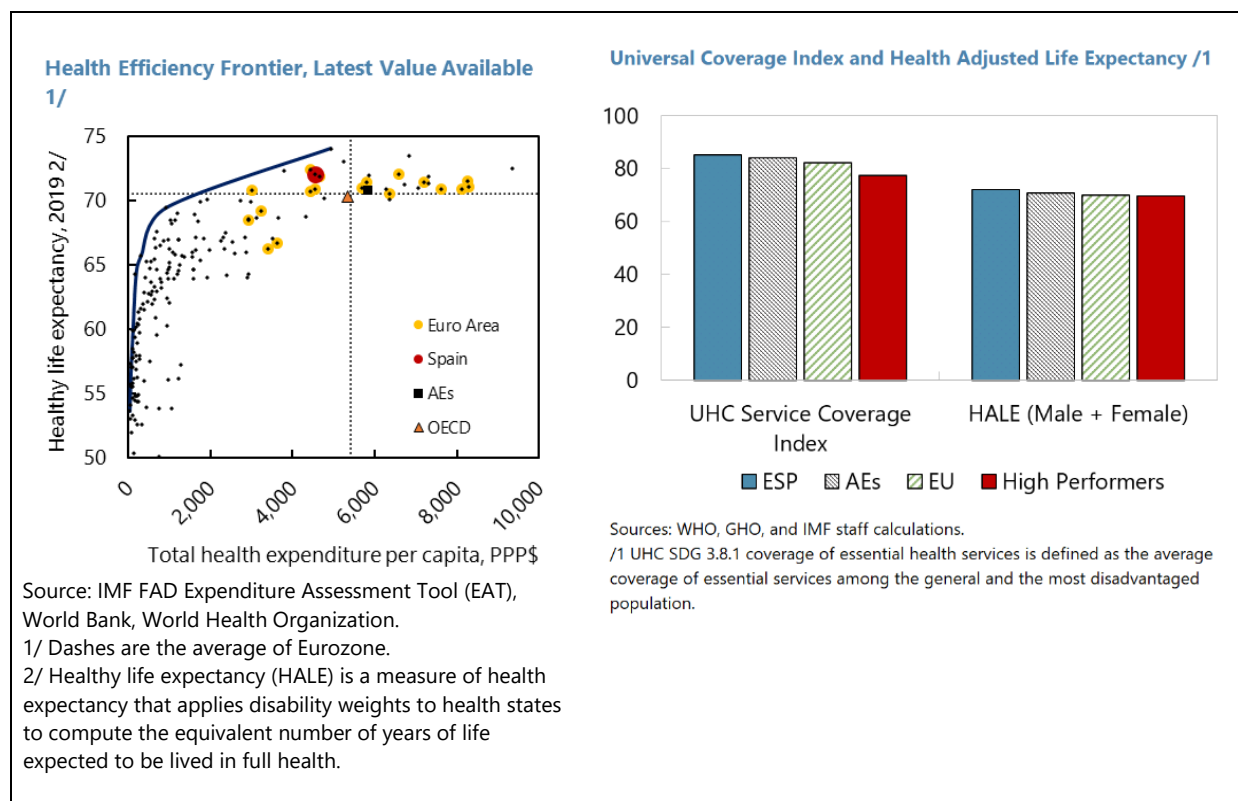 Health Efficiency Frontier, Latest Value Available
1/
75
70
65
60
55
50
Healthy life expectancy, 2019 2/
Euro Area
Spain
AEs
OECD
0
2,000
4,000
6,000
8,000
10,000
Total health expenditure per capita, PPP$
Source: IMF FAD Expenditure Assessment Tool (EAT),
World Bank, World Health Organization.
1/ Dashes are the average of Eurozone.
2/ Healthy life expectancy (HALE) is a measure of health
expectancy that applies disability weights to health states
to compute the equivalent number of years of life
expected to be lived in full health.
Universal Coverage Index and Health Adjusted Life Expectancy /1
100
80
60
40
20
0
UHC Service Coverage
Index
HALE (Male + Female)
ESP AEs EU High Performers
Sources: WHO, GHO, and IMF staff calculations.
/1 UHC SDG 3.8.1 coverage of essential health services is defined as the average
coverage of essential services among the general and the most disadvantaged
population.